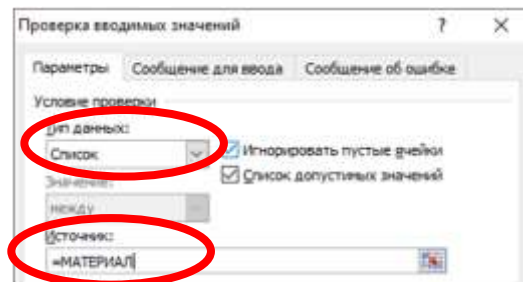 Проверка вводимых значений ? ×
Параметры Сообщение для ввода Сообщение об ошибке
Условие проверки
Тип данных:
Список Игнорировать пустые ячейки
Значение: Список допустимых значений
между
Источник:
=МАТЕРИАЛ